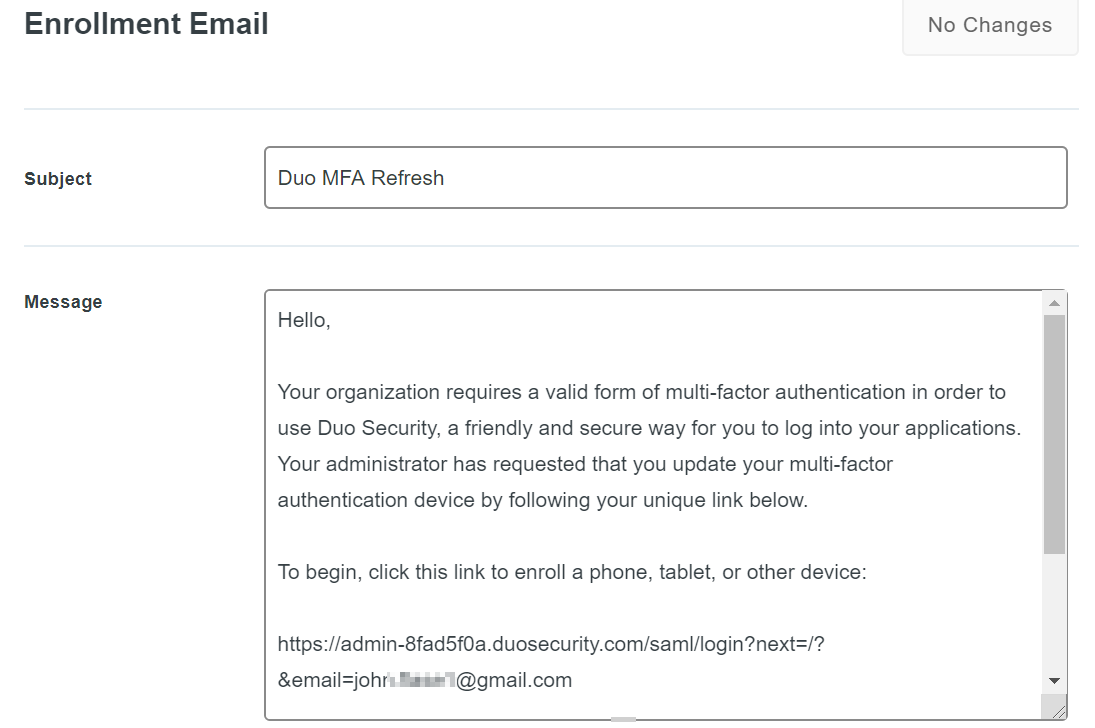 Enrollment Email
No Changes
Subject
Duo MFA Refresh
Message
Hello,
Your organization requires a valid form of multi-factor authentication in order to
use Duo Security, a friendly and secure way for you to log into your applications.
Your administrator has requested that you update your multi-factor
authentication device by following your unique link below.
To begin, click this link to enroll a phone, tablet, or other device:
https://admin-8fad5f0a.duosecurity.com/saml/login?next=/?
&email=john @gmail.com